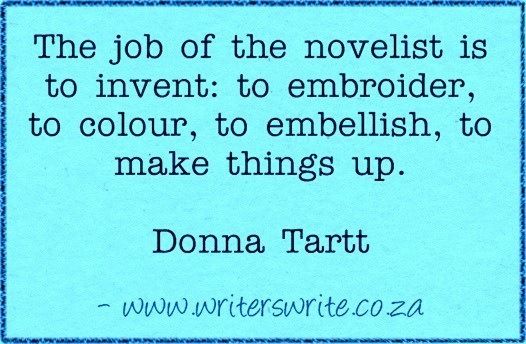 The job of the novelist is
to invent: to embroider,
to colour, to embellish, to
make things up.
Donna Tartt
- www.writerswrite.co.za